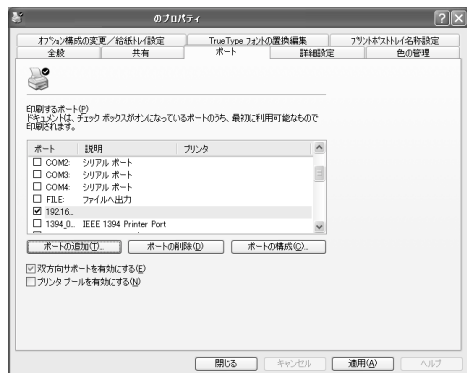 のプロパティ
オプション構成の変更／給紙トレイ設定
TrueType フォントの置換編集
プリントポストトレイ名称設定
全般
共有
ポート
詳細設定
色の管理
印刷するポート(P)
ドキュメントは、チェック ボックスがオンになっているポートのうち、最初に利用可能なもので
印刷されます。
ポート 説明 プリンタ
COM2: シリアル ポート
COM3: シリアル ポート
COM4: シリアル ポート
FILE: ファイルへ出力
192.16...
1394_0... IEEE 1394 Printer Port
ポートの追加(T)...
ポートの削除(D)
ポートの構成(C)...
双方向サポートを有効にする(E)
プリンタ プールを有効にする(N)
閉じる
キャンセル
適用(A)
ヘルプ